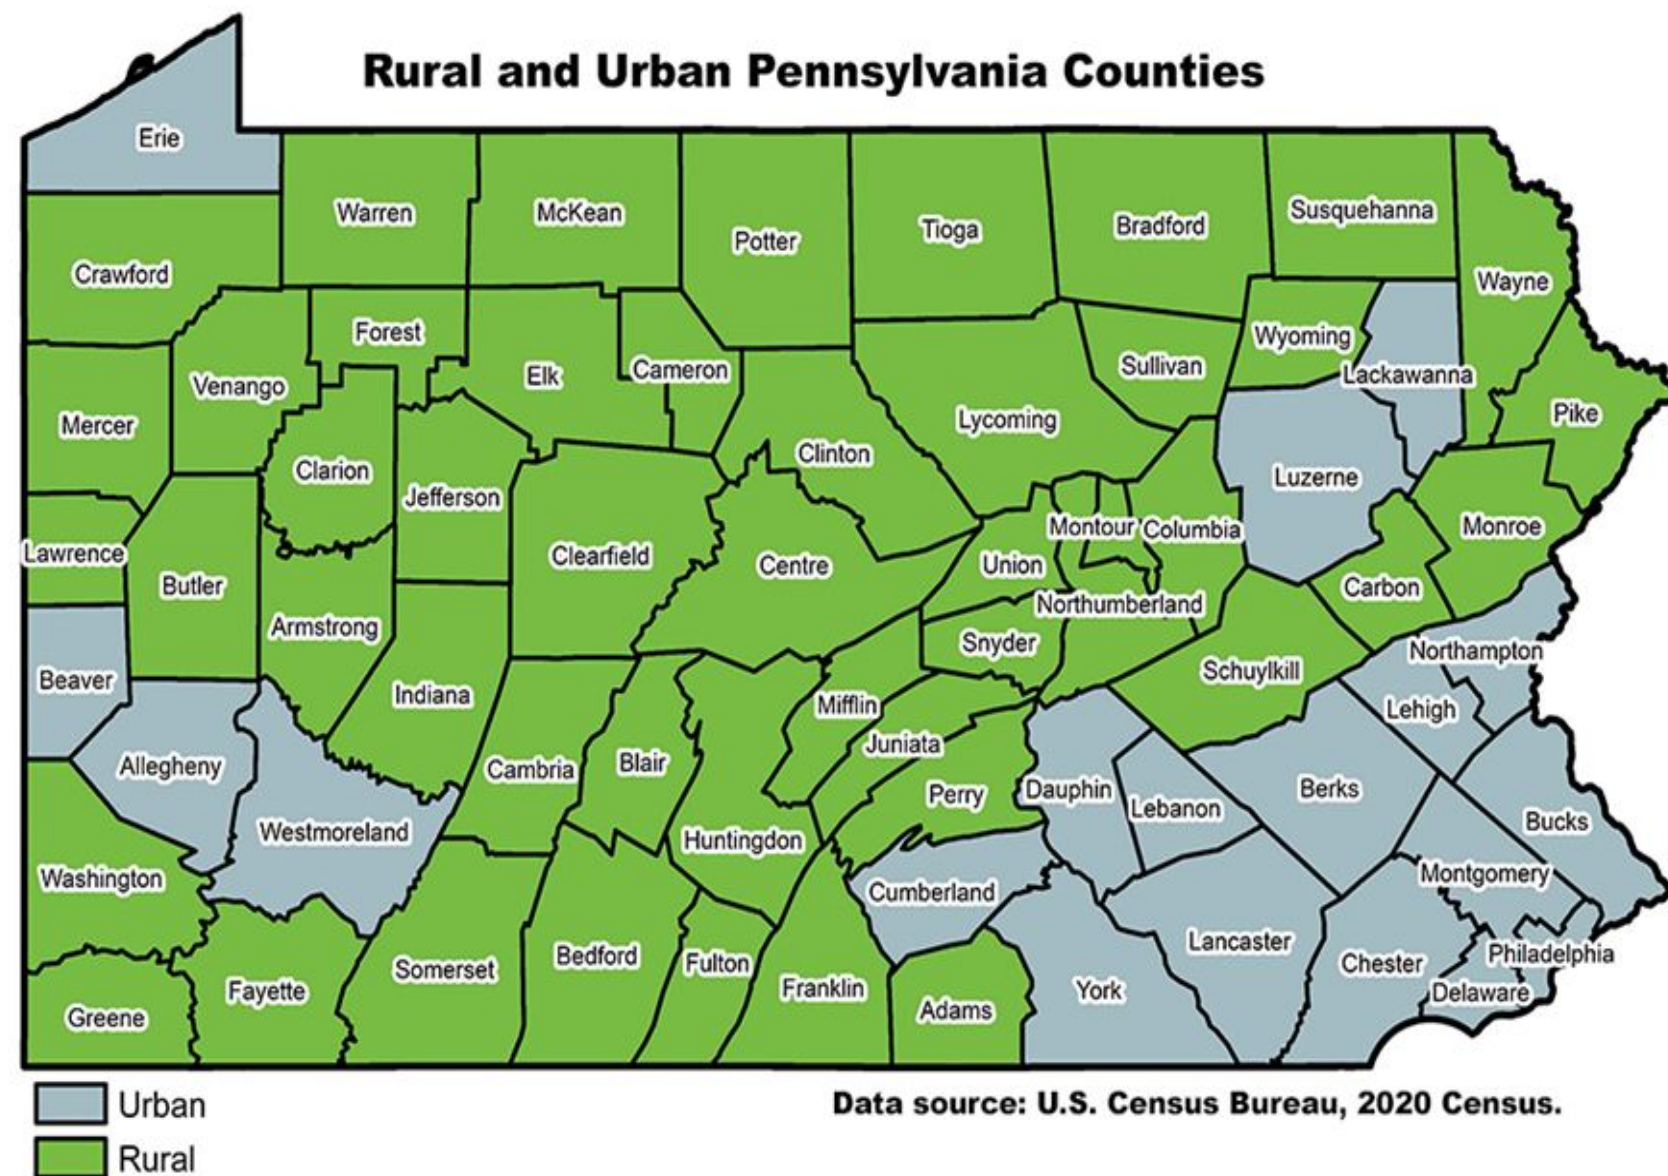 Rural and Urban Pennsylvania Counties
Erie
Warren
McKean
Potter
Tioga
Bradford
Susquehanna
Wayne
Crawford
Forest
Venango
Elk
Cameron
Sullivan
Wyoming
Lackawanna
Mercer
Clarion
Jefferson
Clinton
Lycoming
Luzerne
Pike
Lawrence
Butler
Armstrong
Clearfield
Centre
Union
Montour
Columbia
Monroe
Carbon
Northumberland
Snyder
Schuylkill
Northampton
Lehigh
Beaver
Indiana
Mifflin
Juniata
Allegheny
Cambria
Blair
Perry
Dauphin
Lebanon
Berks
Bucks
Westmoreland
Huntingdon
Washington
Cumberland
Montgomery
Lancaster
Philadelphia
Somerset
Bedford
Fulton
Chester
Greene
Fayette
Franklin
Adams
York
Delaware
Urban
Rural
Data source: U.S. Census Bureau, 2020 Census.